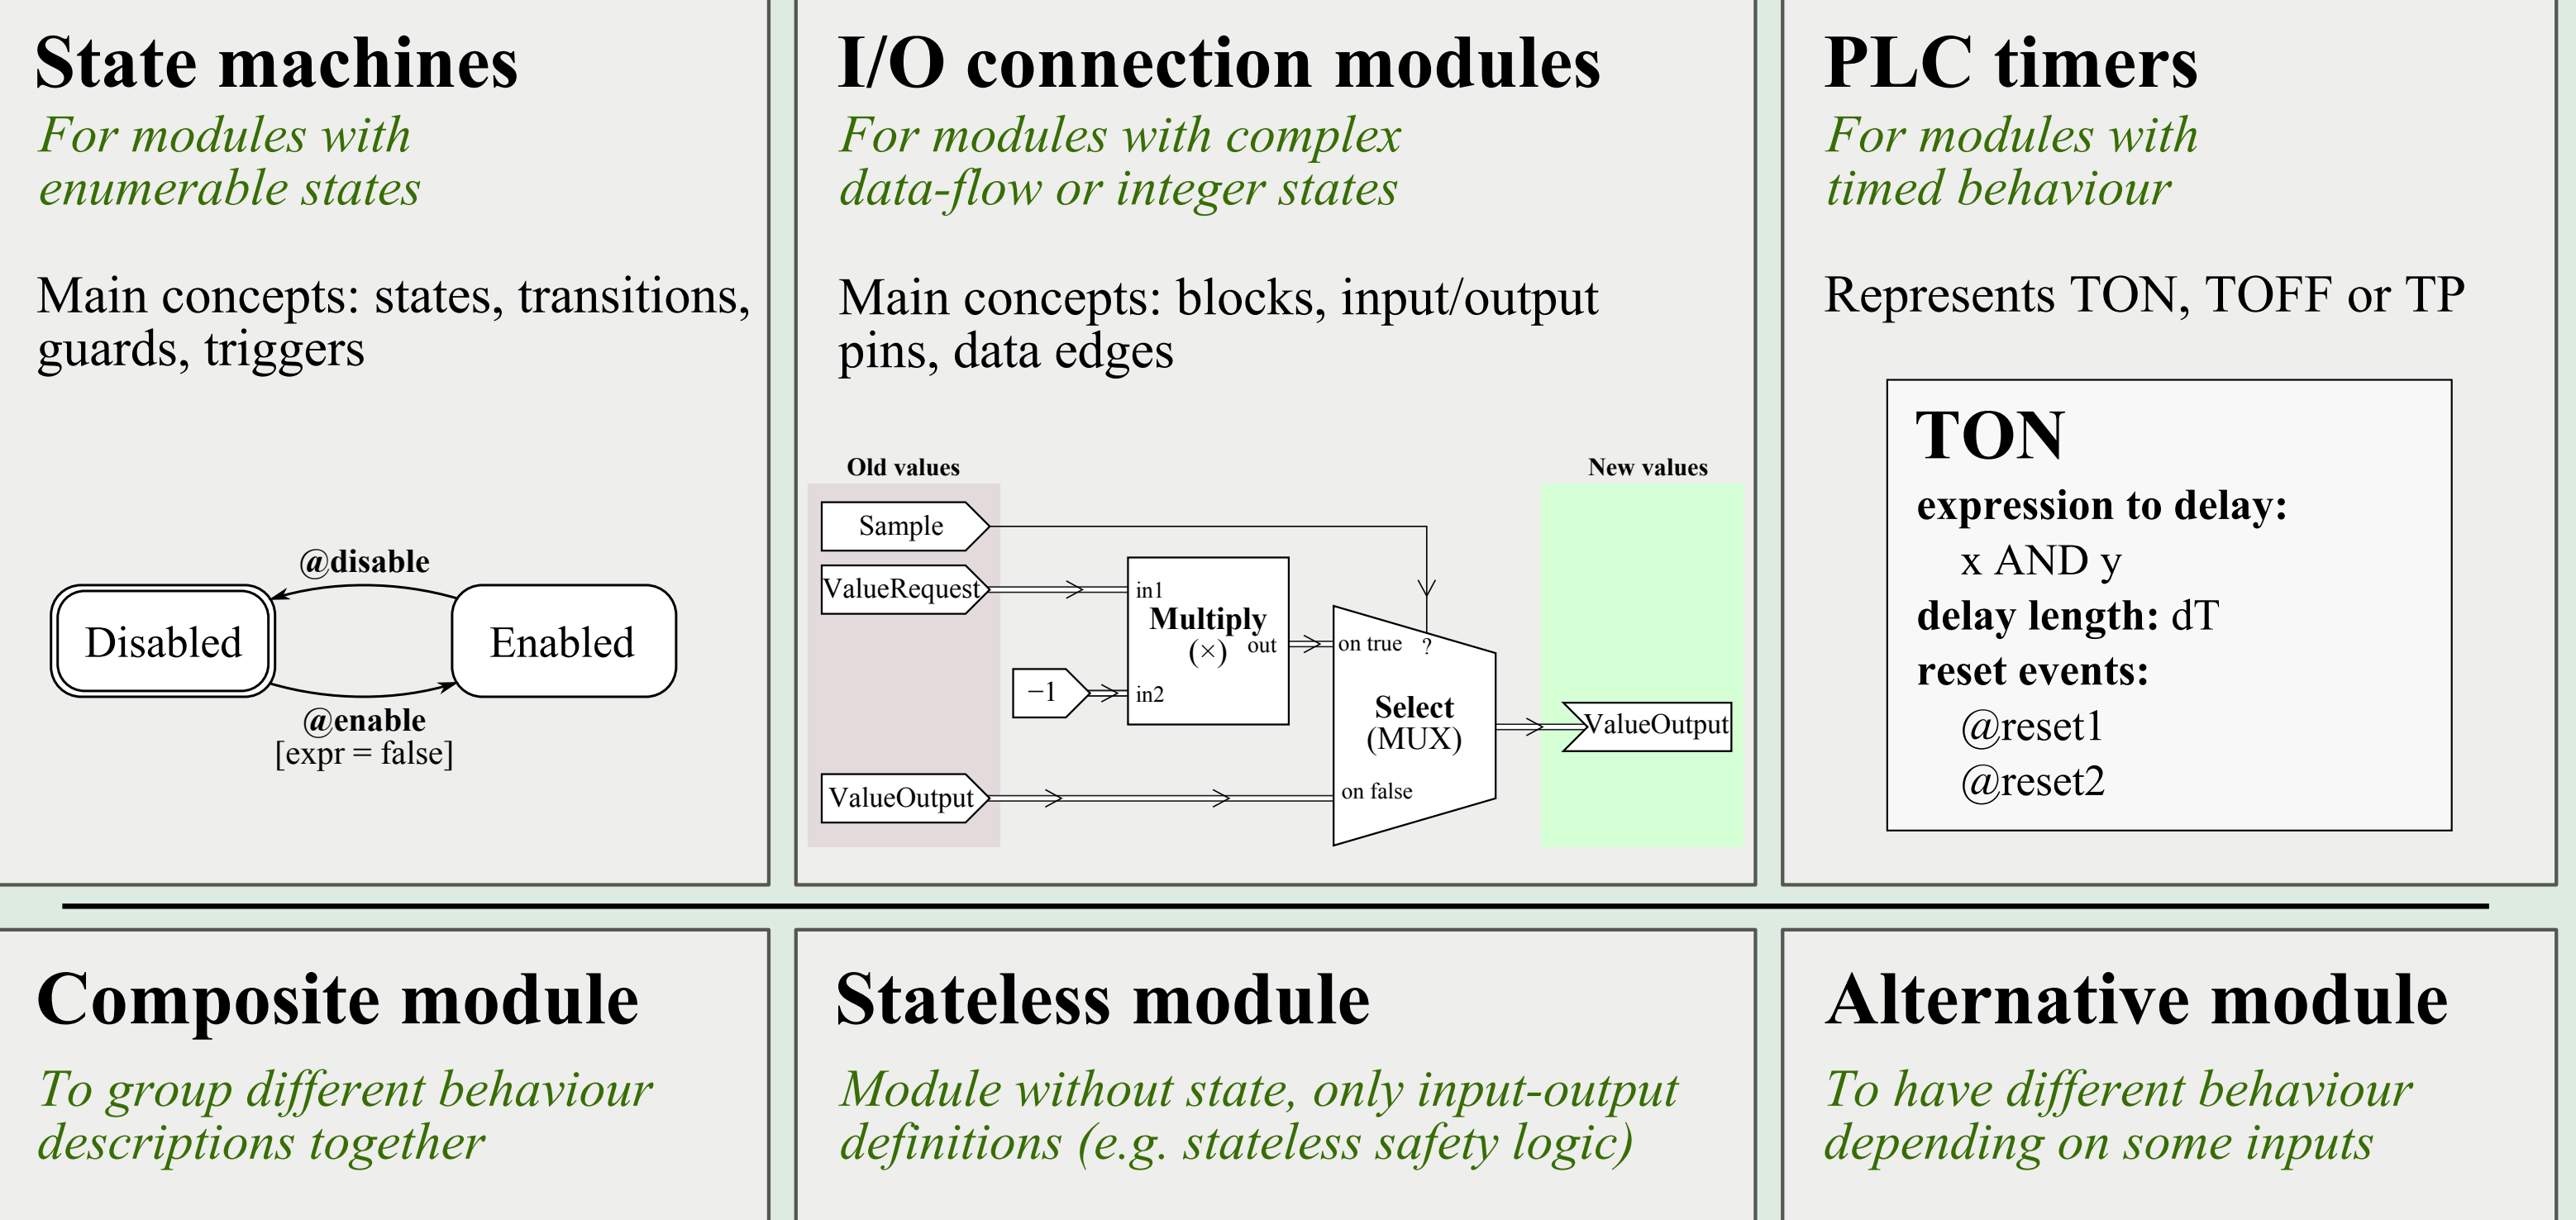 State machines
For modules with
enumerable states
Main concepts: states, transitions,
guards, triggers
@disable
Disabled
Enabled
@enable
[expr = false]
I/O connection modules
For modules with complex
data-flow or integer states
Main concepts: blocks, input/output
pins, data edges
Old values
New values
Sample
ValueRequest
in1
Multiply
(×)
out
on true
?
−1
in2
Select
(MUX)
ValueOutput
ValueOutput
on false
PLC timers
For modules with
timed behaviour
Represents TON, TOFF or TP
TON
expression to delay:
x AND y
delay length: dT
reset events:
@reset1
@reset2
Composite module
To group different behaviour
descriptions together
Stateless module
Module without state, only input-output
definitions (e.g. stateless safety logic)
Alternative module
To have different behaviour
depending on some inputs